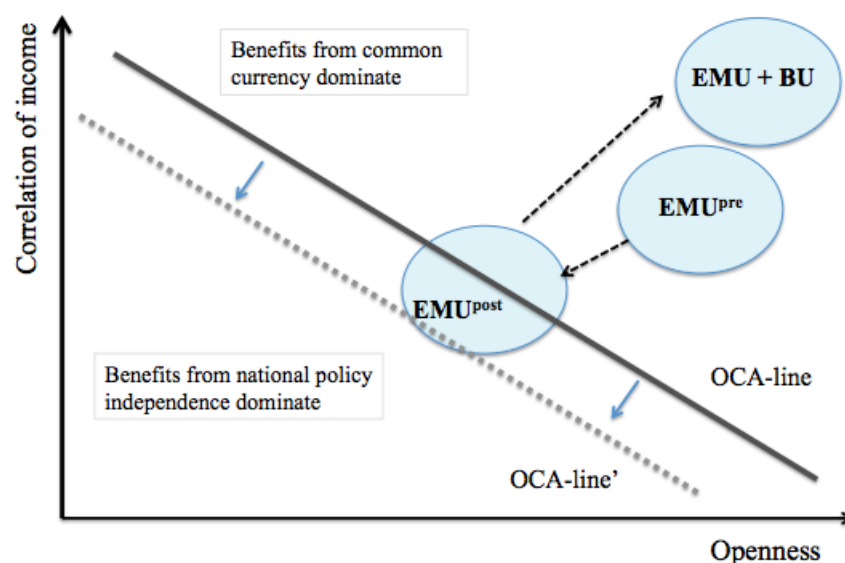 Correlation of income
Benefits from common
currency dominate
EMU + BU
EMUᵖʳᵉ
EMUᵖᵒˢᵗ
Benefits from national policy
independence dominate
OCA-line
OCA-line’
Openness